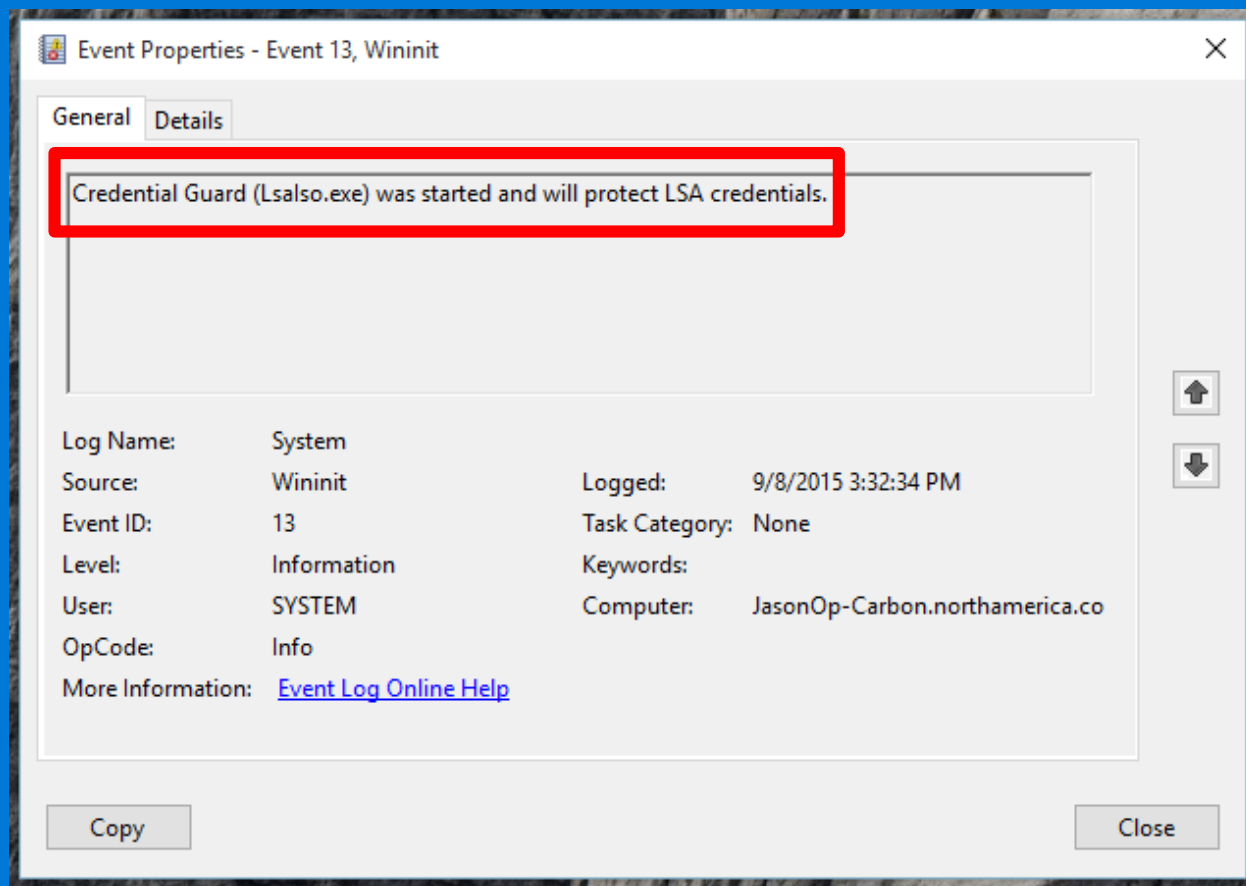 Event Properties - Event 13, Wininit
General Details
Credential Guard (LsaIso.exe) was started and will protect LSA credentials.
Log Name: System
Source: Wininit Logged: 9/8/2015 3:32:34 PM
Event ID: 13 Task Category: None
Level: Information Keywords:
User: SYSTEM Computer: JasonOp-Carbon.northamerica.co
OpCode: Info
More Information: Event Log Online Help
Copy Close